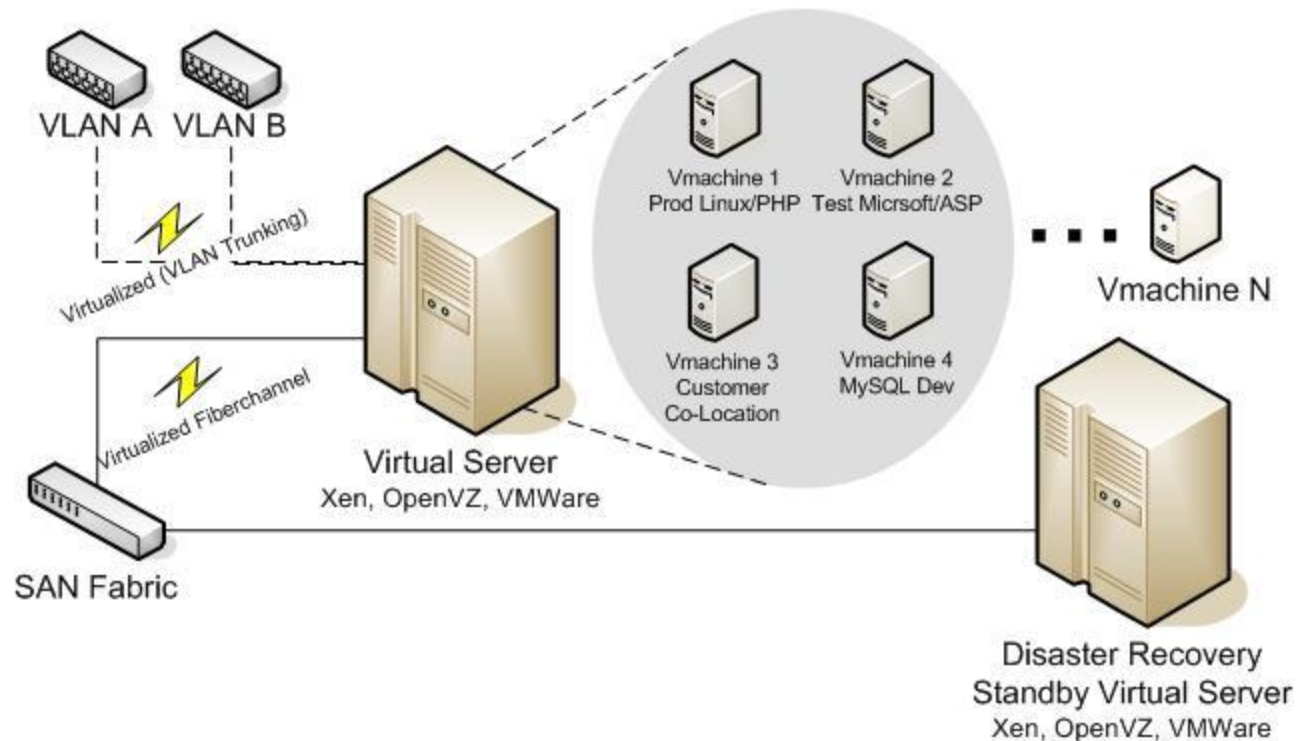 VLAN A
VLAN B
Virtualized (VLAN Trunking)
Virtualized Fiberchannel
SAN Fabric
Virtual Server
Xen, OpenVZ, VMWare
Vmachine 1
Prod Linux/PHP
Vmachine 2
Test Micrsoft/ASP
Vmachine 3
Customer
Co-Location
Vmachine 4
MySQL Dev
Vmachine N
Disaster Recovery
Standby Virtual Server
Xen, OpenVZ, VMWare